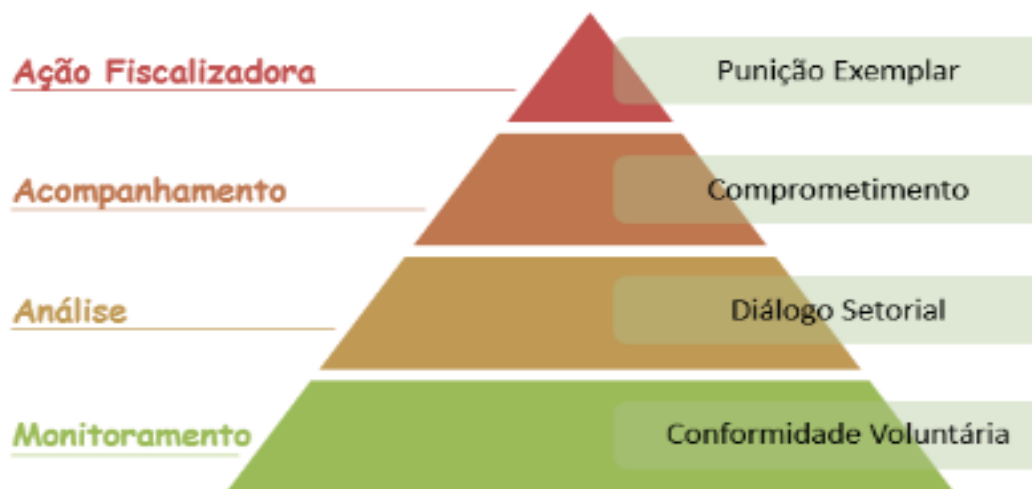 Ação Fiscalizadora
Punição Exemplar
Acompanhamento
Comprometimento
Análise
Diálogo Setorial
Monitoramento
Conformidade Voluntária